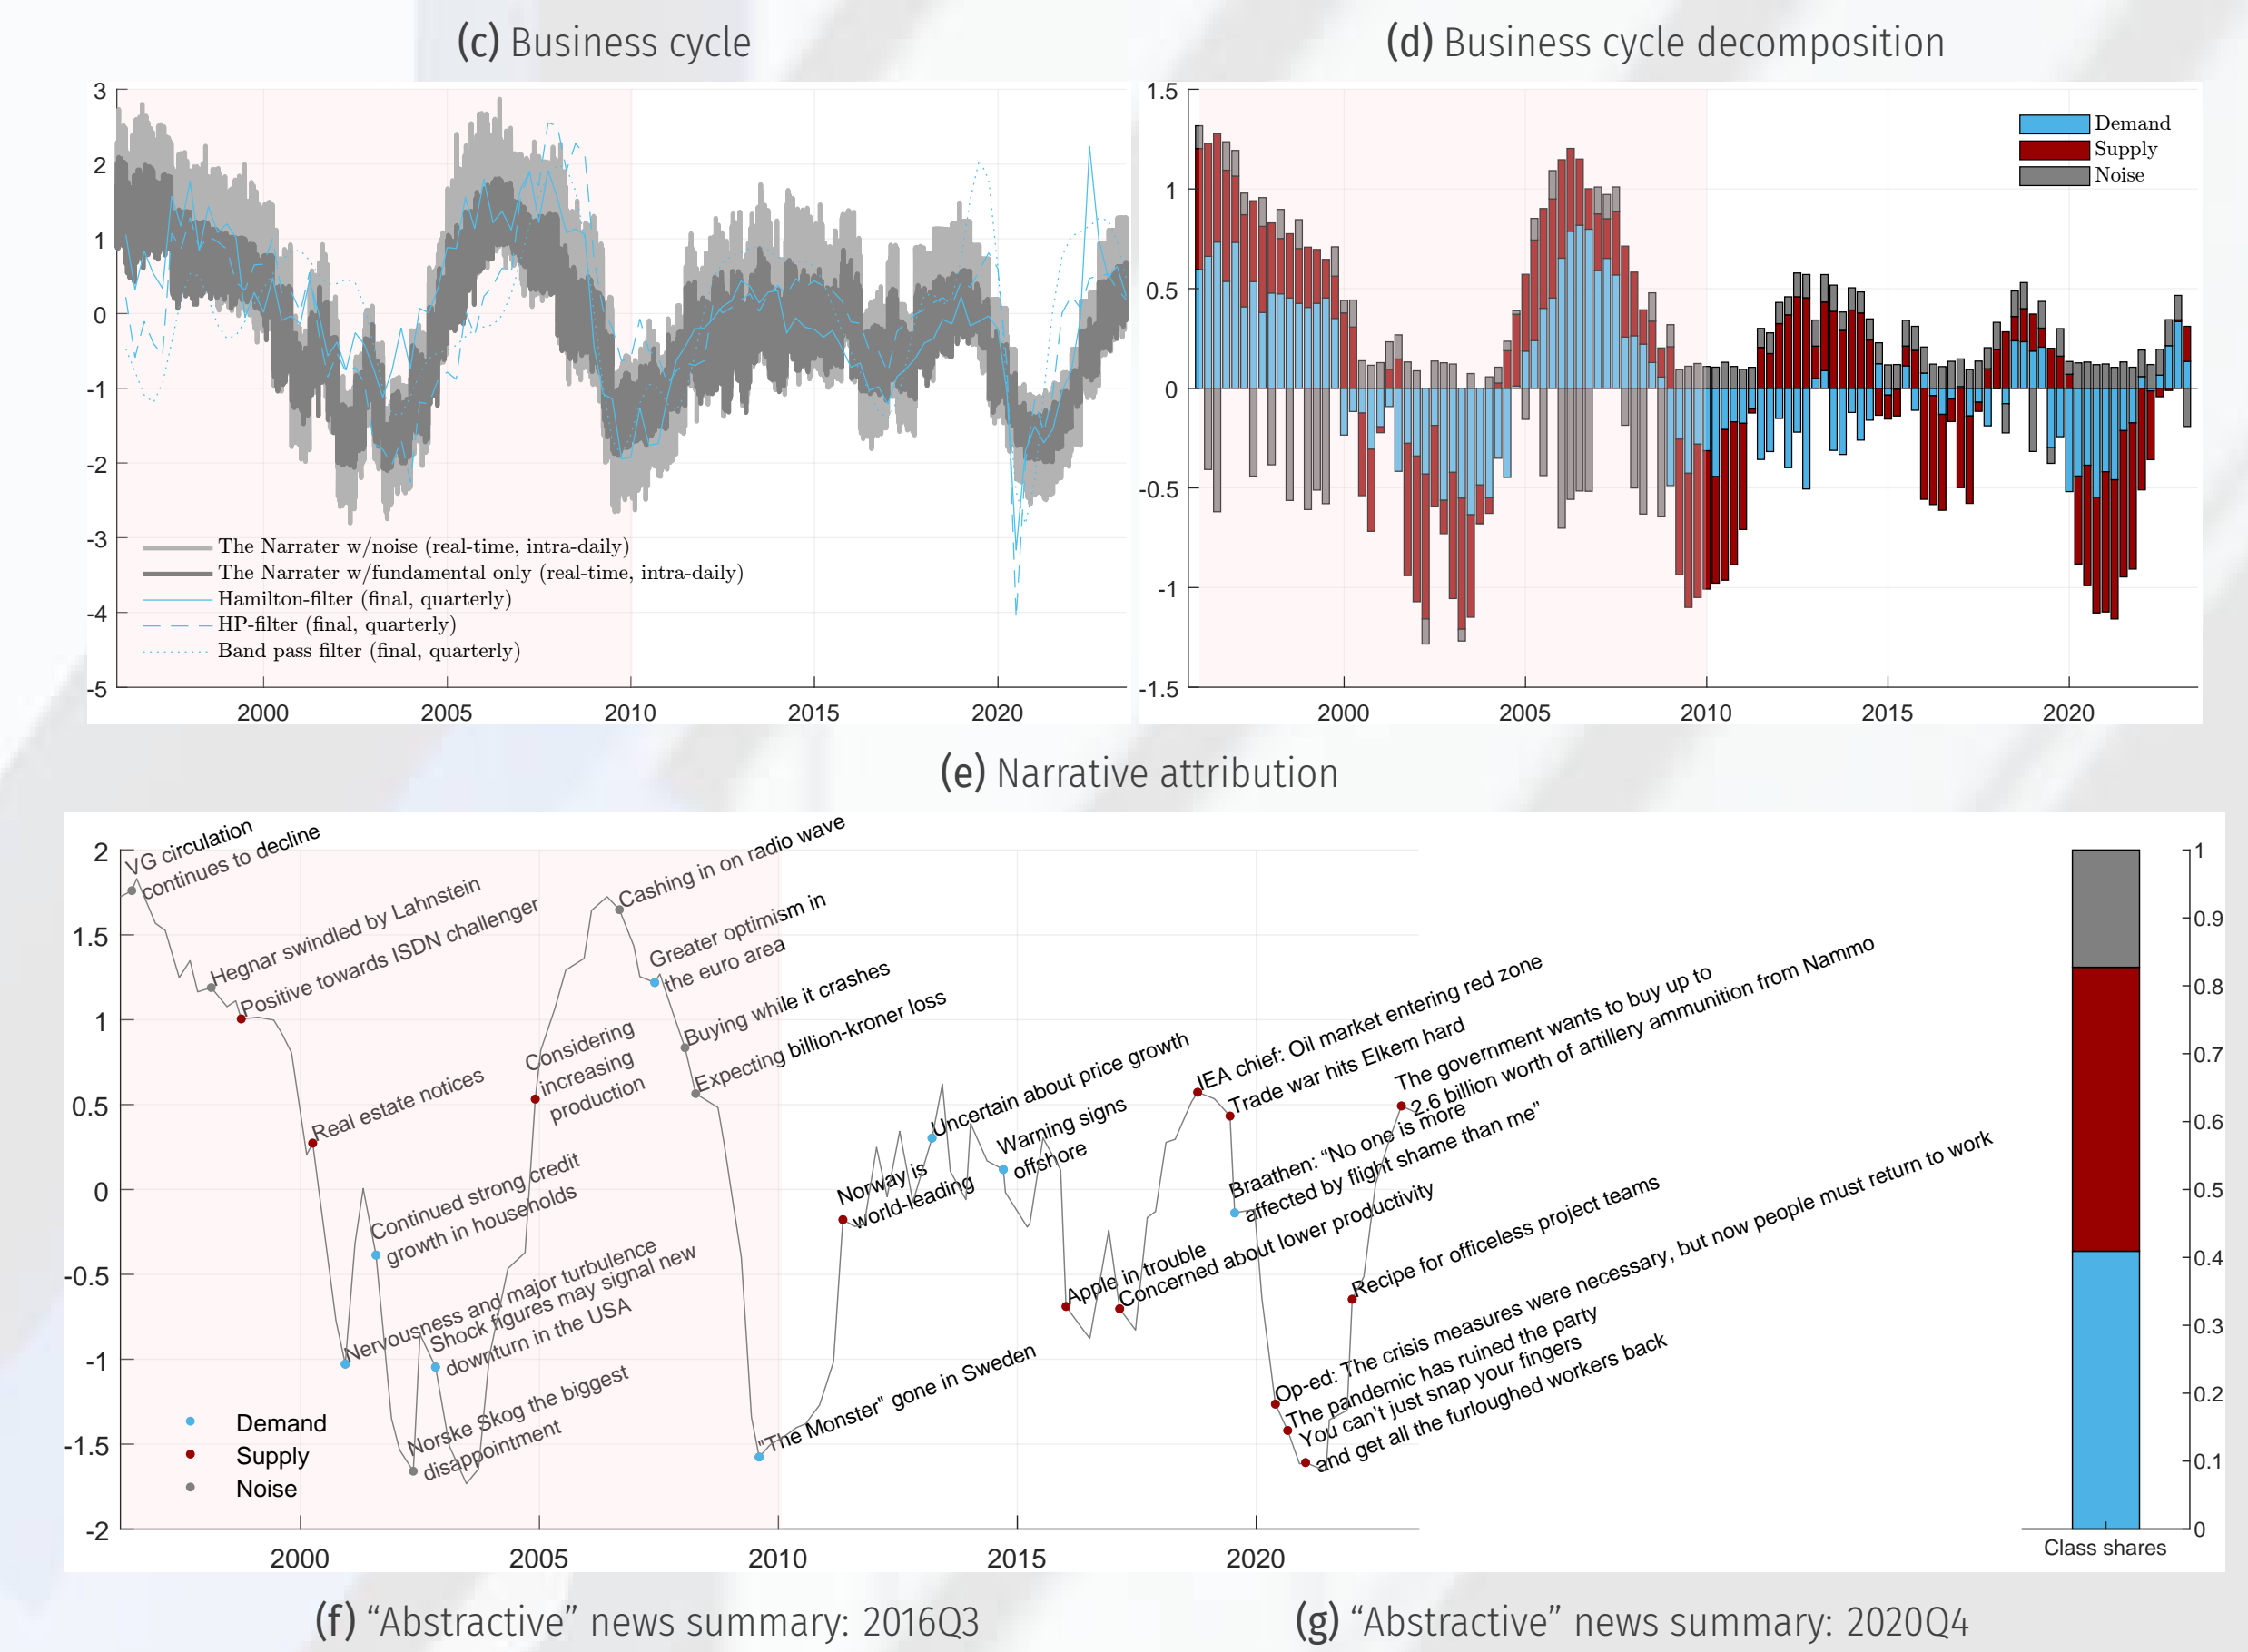 (c) Business cycle
3
2
1
0
-1
-2
-3
-4
-5
The Narrater w/noise (real-time, intra-daily)
The Narrater w/fundamental only (real-time, intra-daily)
Hamilton-filter (final, quarterly)
HP-filter (final, quarterly)
Band pass filter (final, quarterly)
2000 2005 2010 2015 2020
(d) Business cycle decomposition
1.5
1
0.5
0
-0.5
-1
-1.5
Demand
Supply
Noise
2000 2005 2010 2015 2020
(e) Narrative attribution
2
1.5
1
0.5
0
-0.5
-1
-1.5
-2
VG circulation
continues to decline
Hegnar swindled by Lahnstein
Positive towards ISDN challenger
Real estate notices
Continued strong credit
growth in households
Nervousness and major turbulence
Shock figures may signal new
downturn in the USA
Norske Skog the biggest
disappointment
Considering
increasing
production
Cashing in on radio wave
Greater optimism in
the euro area
Buying while it crashes
Expecting billion-kroner loss
"The Monster" gone in Sweden
Norway is
world-leading
Uncertain about price growth
Warning signs
offshore
Apple in trouble
Concerned about lower productivity
IEA chief: Oil market entering red zone
Trade war hits Elkem hard
Braathen: “No one is more
affected by flight shame than me”
The government wants to buy up to
2.6 billion worth of artillery ammunition from Nammo
Recipe for officeless project teams
Op-ed: The crisis measures were necessary, but now people must return to work
The pandemic has ruined the party
You can’t just snap your fingers
and get all the furloughed workers back
Demand
Supply
Noise
2000 2005 2010 2015 2020
1
0.9
0.8
0.7
0.6
0.5
0.4
0.3
0.2
0.1
0
Class shares
(f) “Abstractive” news summary: 2016Q3
(g) “Abstractive” news summary: 2020Q4